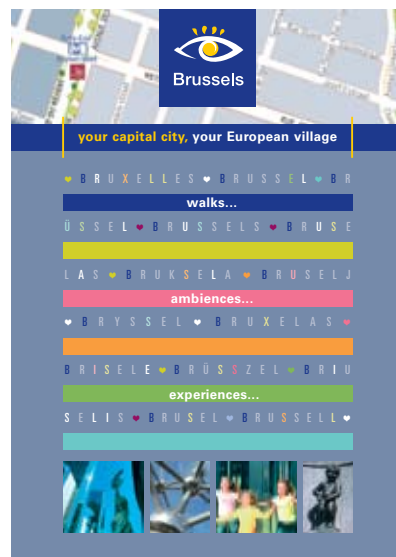 Brussels
your capital city, your European village
♥ BRUXELLES ♥ BRUSSEL ♥ BR
walks...
ÜSSEL ♥ BRUSSELS ♥ BRUSE
LAS ♥ BRUKSELA ♥ BRUSELJ
ambiences...
♥ BRYSSEL ♥ BRUXELAS ♥
BRISELE ♥ BRÜSSZEL ♥ BRIU
experiences...
SELIS ♥ BRUSEL ♥ BRUSSELL ♥